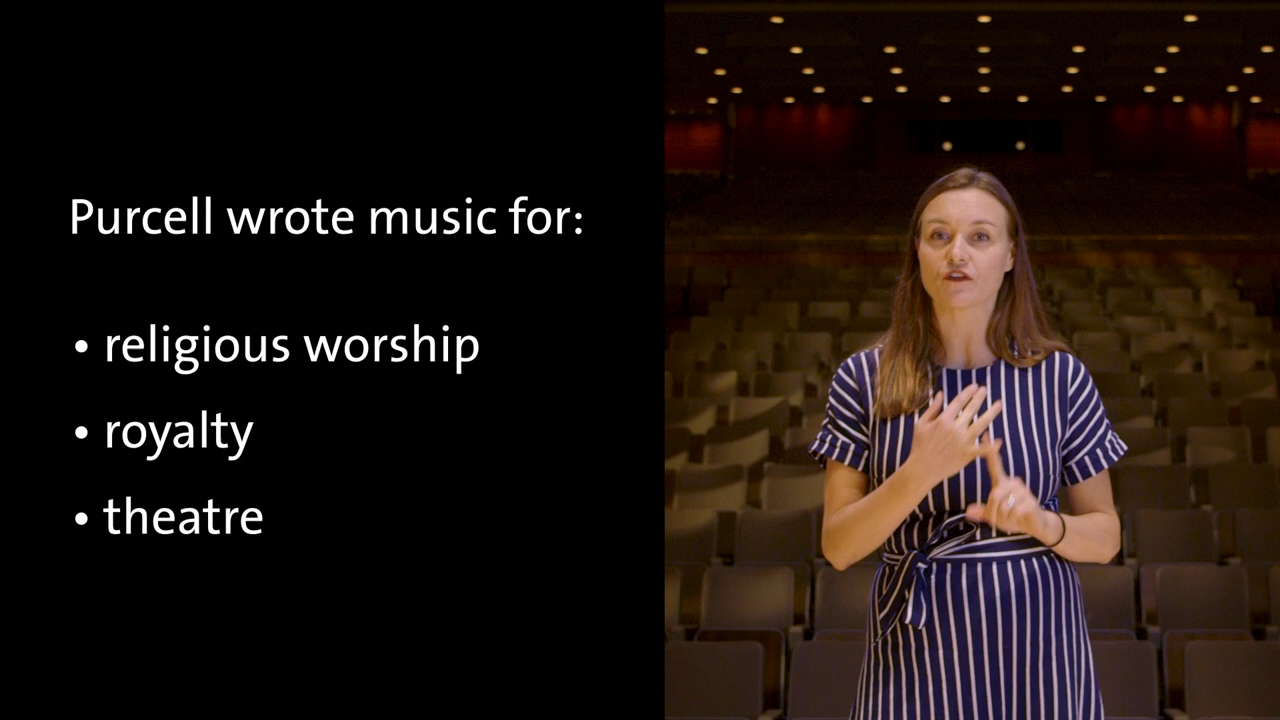 Purcell wrote music for:
• religious worship
• royalty
• theatre